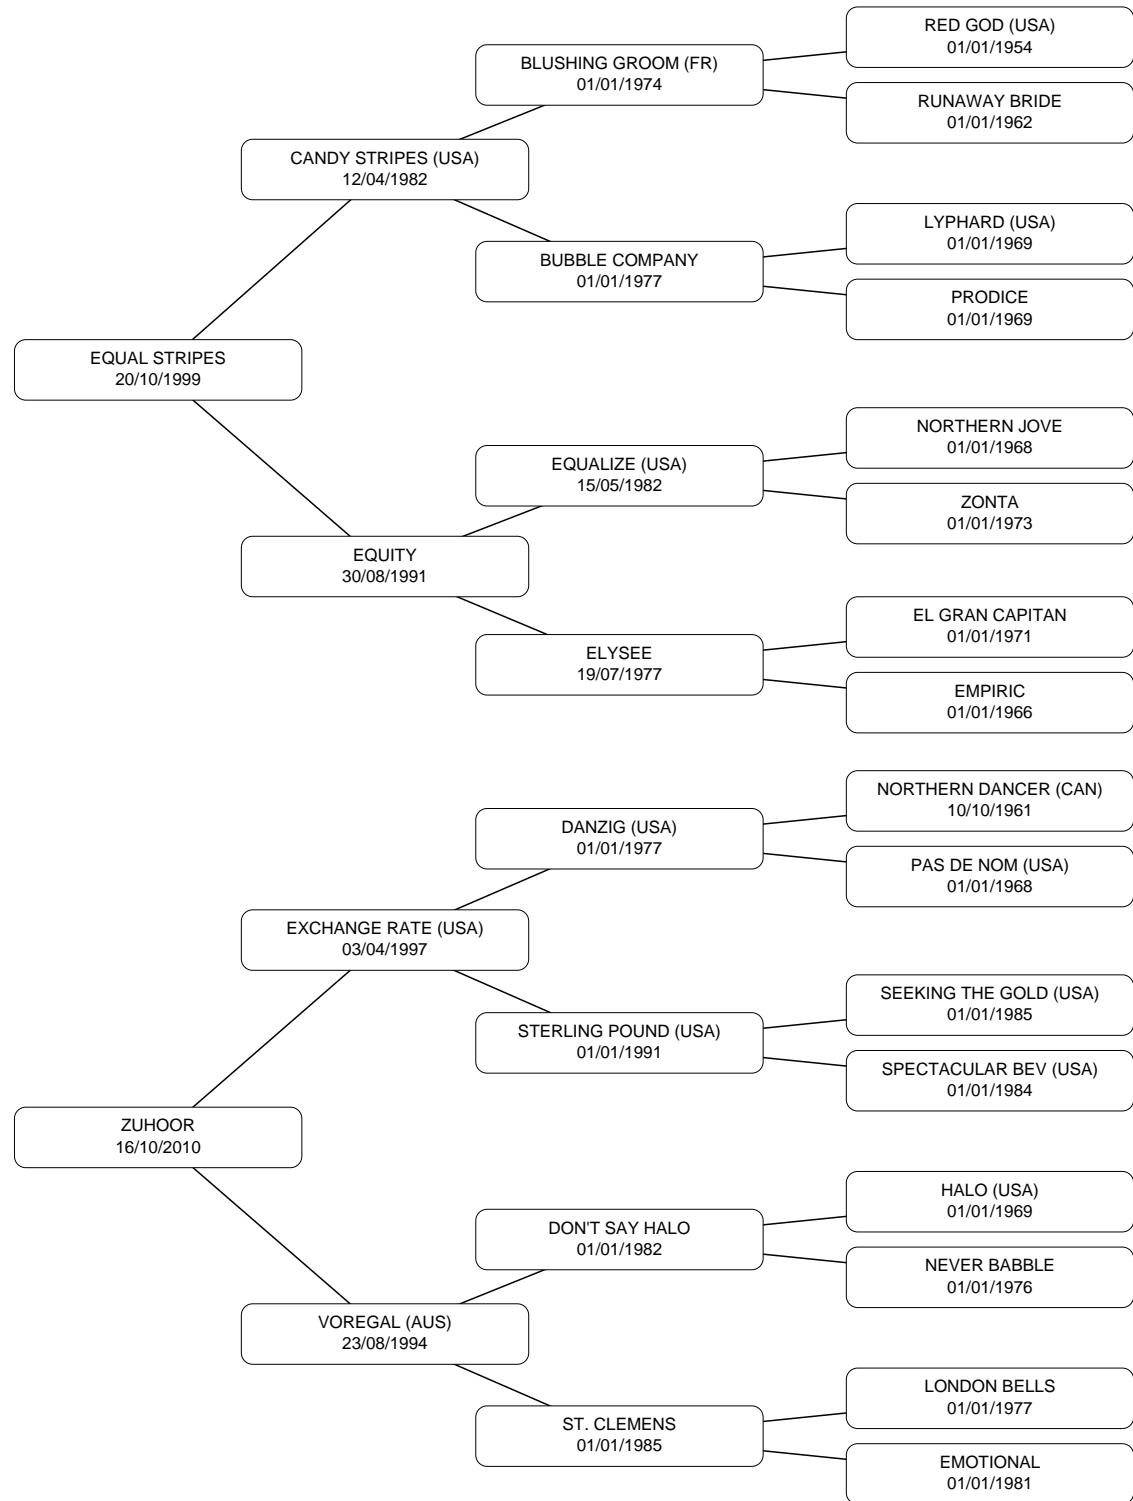 RED GOD (USA)
01/01/1954
BLUSHING GROOM (FR)
01/01/1974
RUNAWAY BRIDE
01/01/1962
CANDY STRIPES (USA)
12/04/1982
LYPHARD (USA)
01/01/1969
BUBBLE COMPANY
01/01/1977
PRODICE
01/01/1969
EQUAL STRIPES
20/10/1999
NORTHERN JOVE
01/01/1968
EQUALIZE (USA)
15/05/1982
ZONTA
01/01/1973
EQUITY
30/08/1991
EL GRAN CAPITAN
01/01/1971
ELYSEE
19/07/1977
EMPIRIC
01/01/1966
NORTHERN DANCER (CAN)
10/10/1961
DANZIG (USA)
01/01/1977
PAS DE NOM (USA)
01/01/1968
EXCHANGE RATE (USA)
03/04/1997
SEEKING THE GOLD (USA)
01/01/1985
STERLING POUND (USA)
01/01/1991
SPECTACULAR BEV (USA)
01/01/1984
ZUHOOR
16/10/2010
HALO (USA)
01/01/1969
DON'T SAY HALO
01/01/1982
NEVER BABBLE
01/01/1976
VOREGAL (AUS)
23/08/1994
LONDON BELLS
01/01/1977
ST. CLEMENS
01/01/1985
EMOTIONAL
01/01/1981